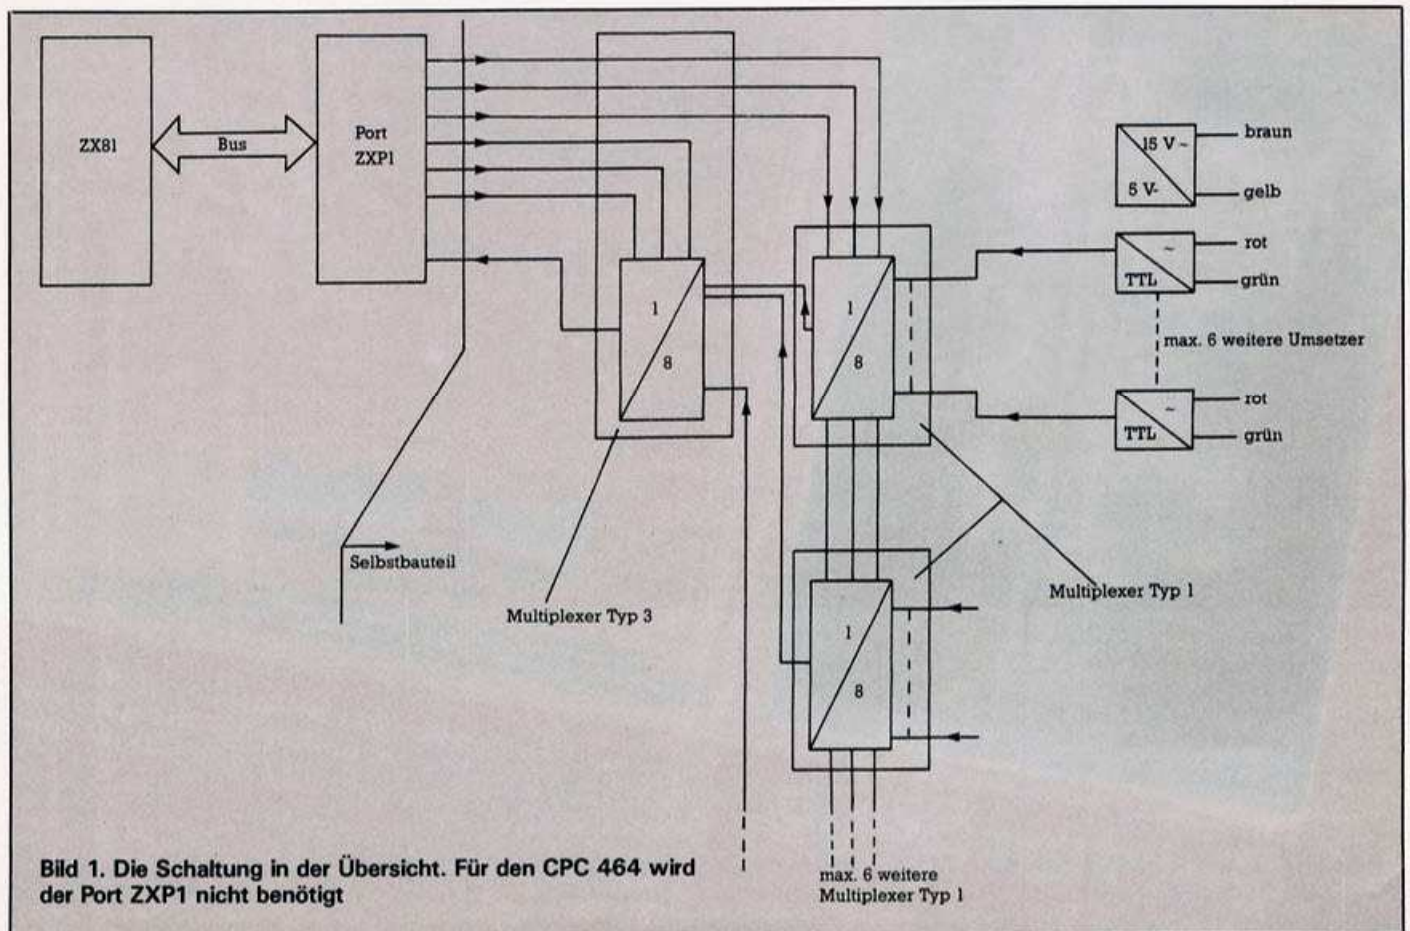 ZX81
Bus
Port
ZXP1
15 V ~
5 V-
braun
gelb
~
TTL
rot
grün
max. 6 weitere Umsetzer
~
TTL
rot
grün
1
8
1
8
Selbstbauteil
Multiplexer Typ 3
Multiplexer Typ 1
1
8
max. 6 weitere
Multiplexer Typ 1
Bild 1. Die Schaltung in der Übersicht. Für den CPC 464 wird
der Port ZXP1 nicht benötigt